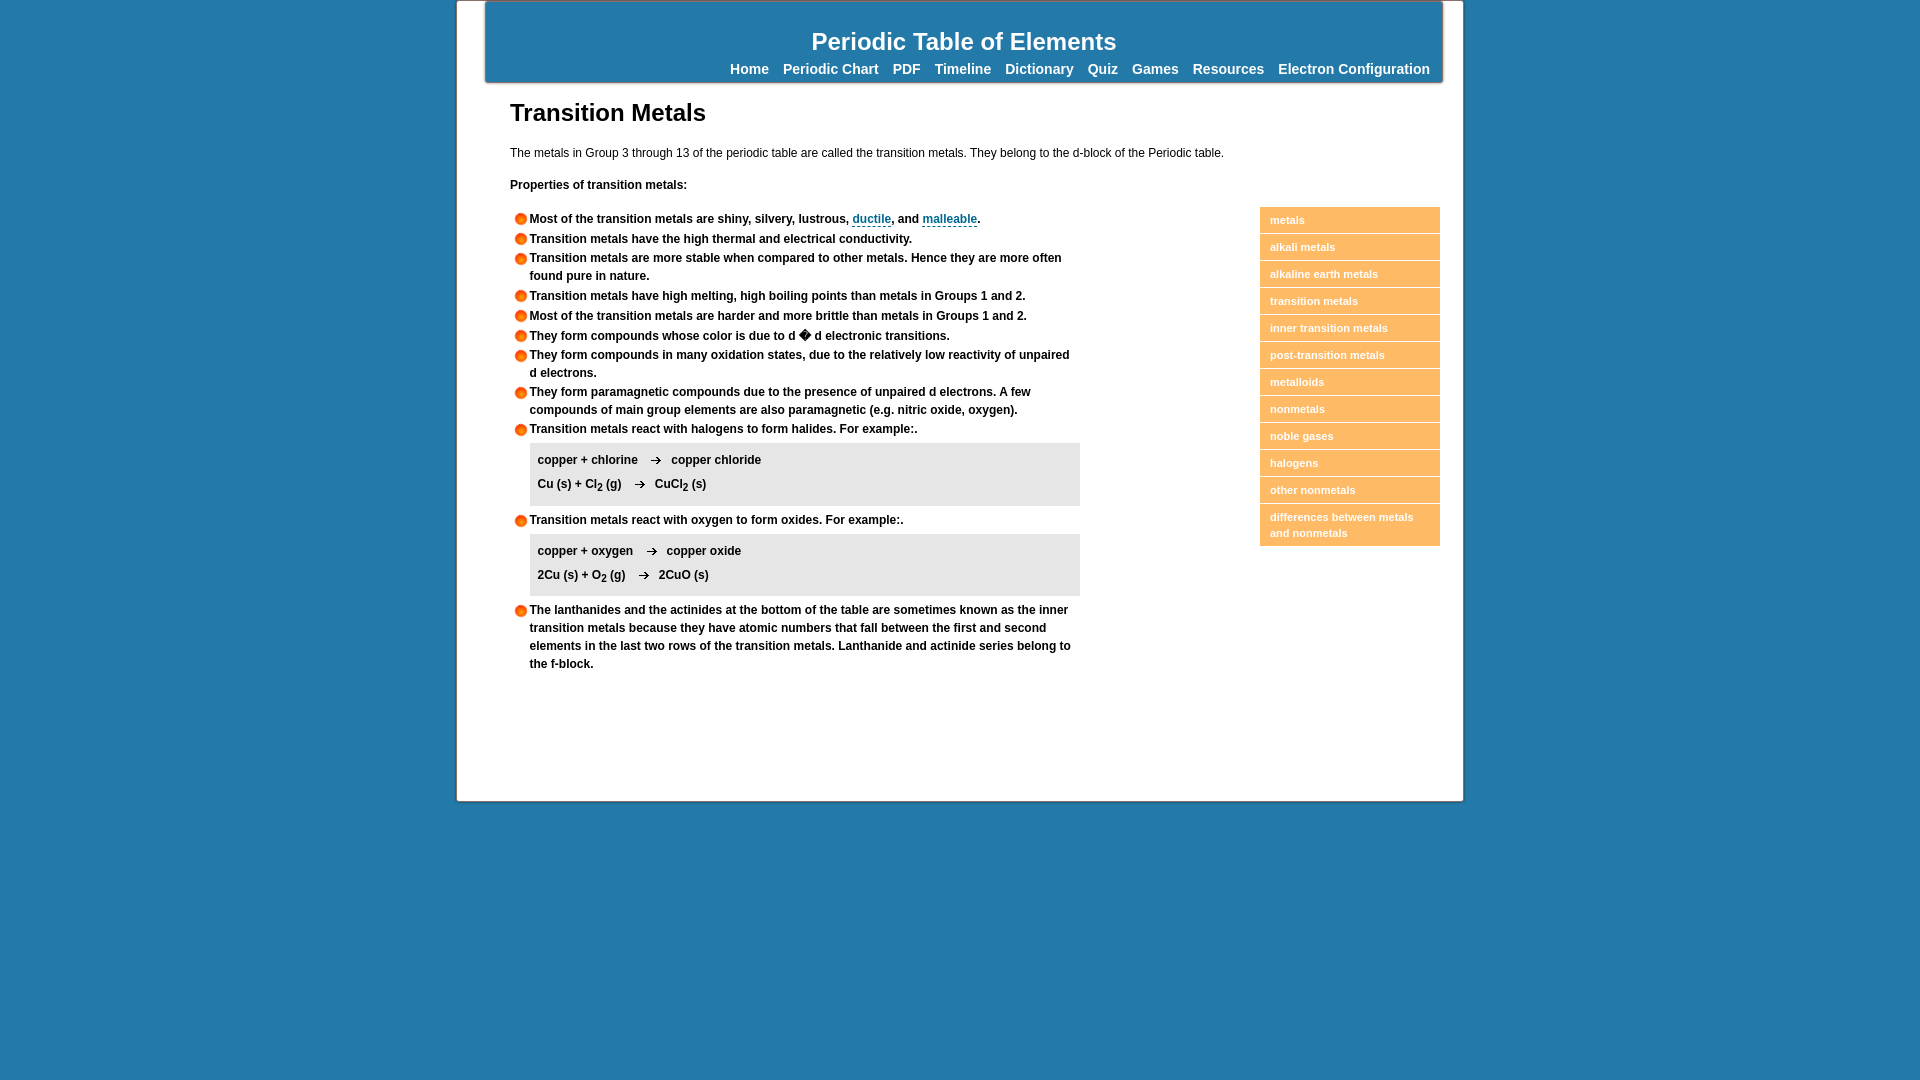 Periodic Table of Elements
Home Periodic Chart PDF Timeline Dictionary Quiz Games Resources Electron Configuration
Transition Metals
The metals in Group 3 through 13 of the periodic table are called the transition metals. They belong to the d-block of the Periodic table.
Properties of transition metals:
Most of the transition metals are shiny, silvery, lustrous, ductile, and malleable.
Transition metals have the high thermal and electrical conductivity.
Transition metals are more stable when compared to other metals. Hence they are more often
found pure in nature.
Transition metals have high melting, high boiling points than metals in Groups 1 and 2.
Most of the transition metals are harder and more brittle than metals in Groups 1 and 2.
They form compounds whose color is due to d � d electronic transitions.
They form compounds in many oxidation states, due to the relatively low reactivity of unpaired
d electrons.
They form paramagnetic compounds due to the presence of unpaired d electrons. A few
compounds of main group elements are also paramagnetic (e.g. nitric oxide, oxygen).
Transition metals react with halogens to form halides. For example:.
copper + chlorine → copper chloride
Cu (s) + Cl₂ (g) → CuCl₂ (s)
Transition metals react with oxygen to form oxides. For example:.
copper + oxygen → copper oxide
2Cu (s) + O₂ (g) → 2CuO (s)
The lanthanides and the actinides at the bottom of the table are sometimes known as the inner
transition metals because they have atomic numbers that fall between the first and second
elements in the last two rows of the transition metals. Lanthanide and actinide series belong to
the f-block.
metals
alkali metals
alkaline earth metals
transition metals
inner transition metals
post-transition metals
metalloids
nonmetals
noble gases
halogens
other nonmetals
differences between metals
and nonmetals